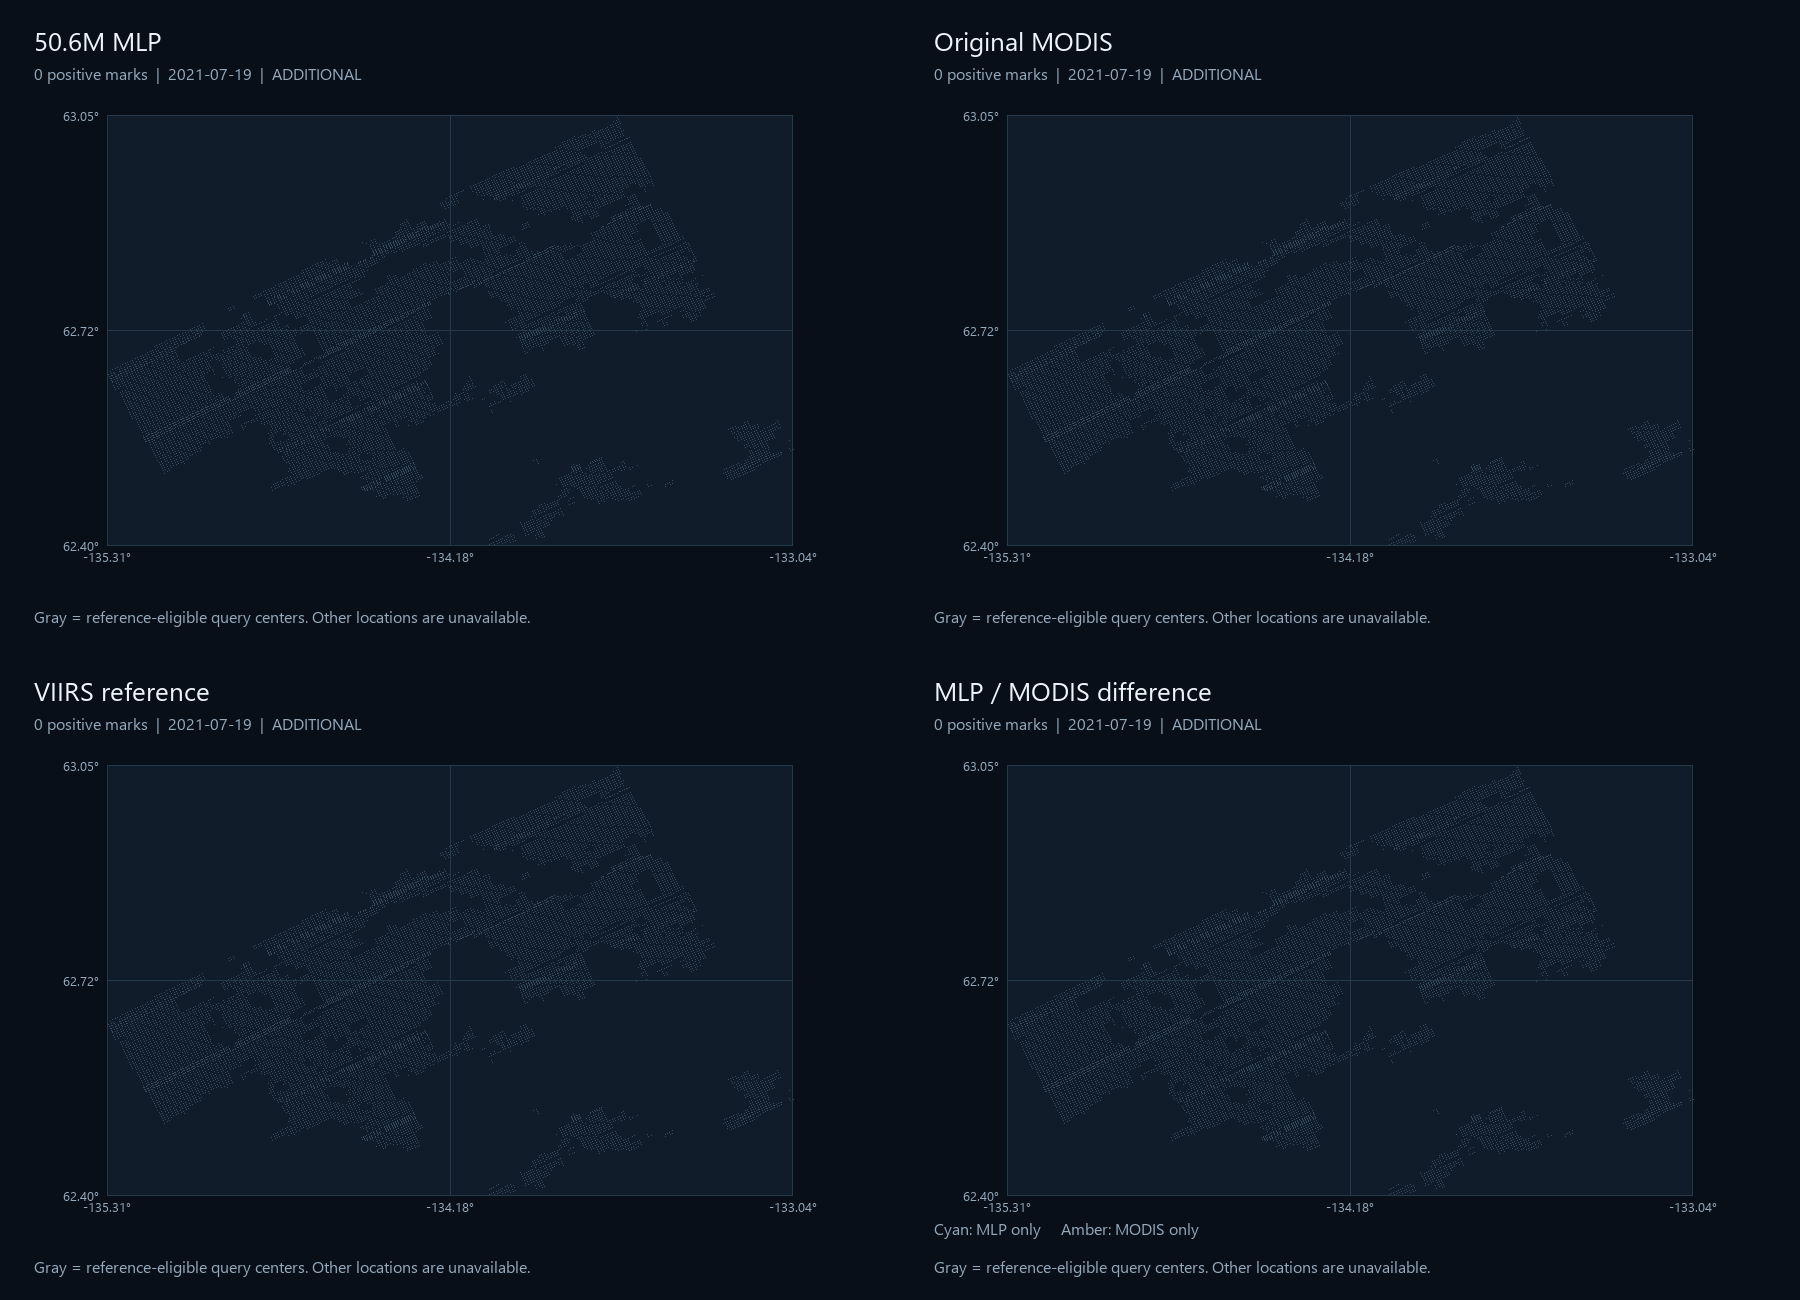 50.6M MLP
0 positive marks | 2021-07-19 | ADDITIONAL
63.05°
62.72°
62.40°
-135.31°
-134.18°
-133.04°
Gray = reference-eligible query centers. Other locations are unavailable.
Original MODIS
0 positive marks | 2021-07-19 | ADDITIONAL
63.05°
62.72°
62.40°
-135.31°
-134.18°
-133.04°
Gray = reference-eligible query centers. Other locations are unavailable.
VIIRS reference
0 positive marks | 2021-07-19 | ADDITIONAL
63.05°
62.72°
62.40°
-135.31°
-134.18°
-133.04°
Gray = reference-eligible query centers. Other locations are unavailable.
MLP / MODIS difference
0 positive marks | 2021-07-19 | ADDITIONAL
63.05°
62.72°
62.40°
-135.31°
-134.18°
-133.04°
Cyan: MLP only Amber: MODIS only
Gray = reference-eligible query centers. Other locations are unavailable.